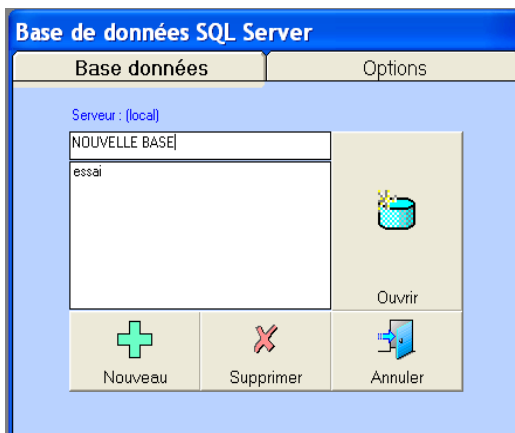 Base de données SQL Server
Base données Options
Serveur : (local)
NOUVELLE BASE
essai
Ouvrir
Nouveau Supprimer Annuler